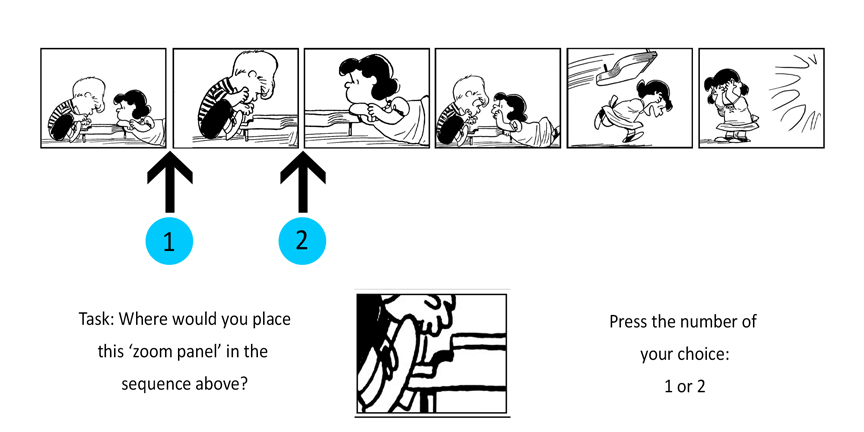 1
2
Task: Where would you place
this ‘zoom panel’ in the
sequence above?
Press the number of
your choice:
1 or 2